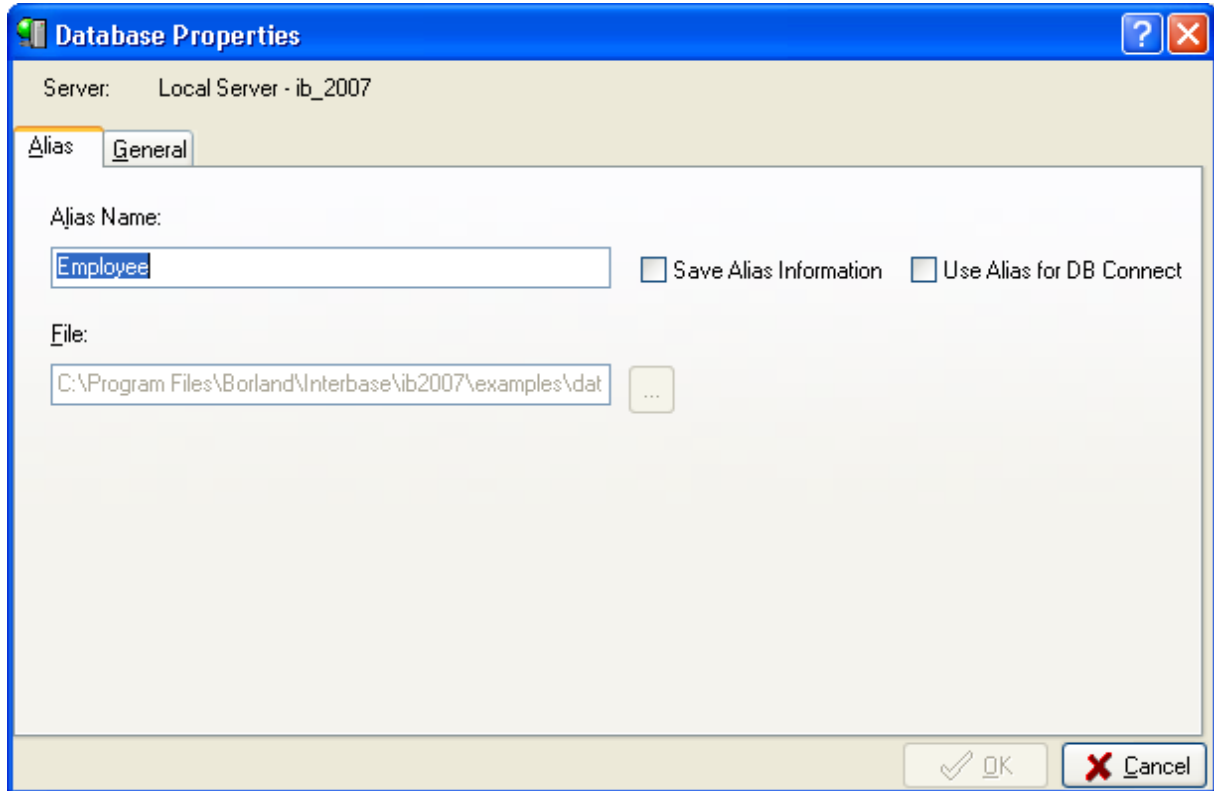 Database Properties
Server: Local Server - ib_2007
Alias General
Alias Name:
Employee Save Alias Information Use Alias for DB Connect
File:
C:\Program Files\Borland\Interbase\ib2007\examples\dat ...
OK Cancel